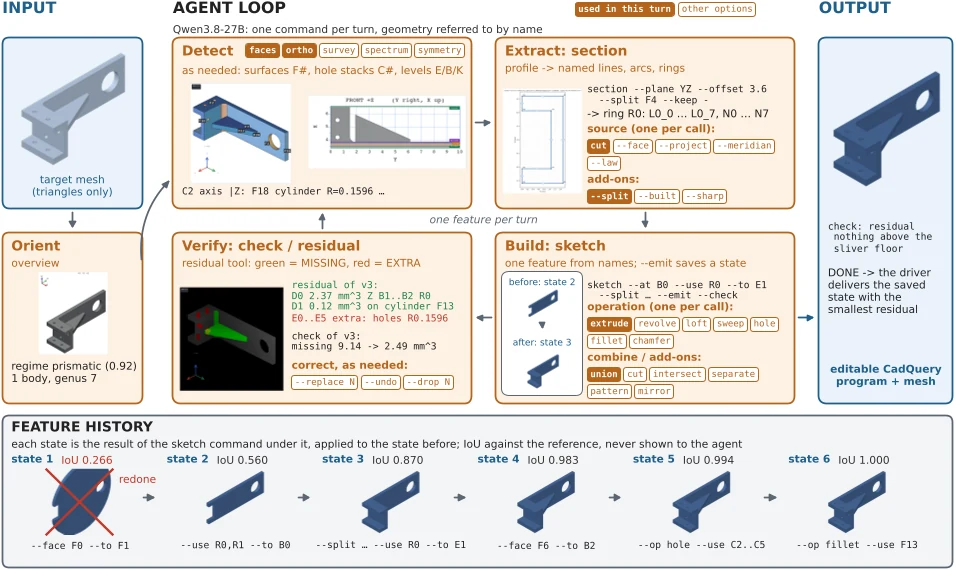 INPUT
AGENT LOOP
used in this turn
other options
OUTPUT
Qwen3.8-27B: one command per turn, geometry referred to by name
target mesh
(triangles only)
Detect
faces
ortho
survey
spectrum
symmetry
as needed: surfaces F#, hole stacks C#, levels E/B/K
FRONT +Z (Y right, X up)
C2 axis |Z: F18 cylinder R=0.1596 …
Extract: section
profile -> named lines, arcs, rings
section --plane YZ --offset 3.6
--split F4 --keep -
-> ring R0: L0_0 … L0_7, N0 … N7
source (one per call):
cut
--face
--project
--meridian
--law
add-ons:
--split
--built
--sharp
one feature per turn
Orient
overview
regime prismatic (0.92)
1 body, genus 7
Verify: check / residual
residual tool: green = MISSING, red = EXTRA
residual of v3:
D0 2.37 mm^3 Z B1..B2 R0
D1 0.12 mm^3 on cylinder F13
E0..E5 extra: holes R0.1596
check of v3:
missing 9.14 -> 2.49 mm^3
correct, as needed:
--replace N
--undo
--drop N
Build: sketch
one feature from names; --emit saves a state
before: state 2
after: state 3
sketch --at B0 --use R0 --to E1
--split … --emit --check
operation (one per call):
extrude
revolve
loft
sweep
hole
fillet
chamfer
combine / add-ons:
union
cut
intersect
separate
pattern
mirror
check: residual
nothing above the
sliver floor
DONE -> the driver
delivers the saved
state with the
smallest residual
editable CadQuery
program + mesh
FEATURE HISTORY
each state is the result of the sketch command under it, applied to the state before; IoU against the reference, never shown to the agent
state 1 IoU 0.266
redone
--face F0 --to F1
state 2 IoU 0.560
--use R0,R1 --to B0
state 3 IoU 0.870
--split … --use R0 --to E1
state 4 IoU 0.983
--face F6 --to B2
state 5 IoU 0.994
--op hole --use C2..C5
state 6 IoU 1.000
--op fillet --use F13